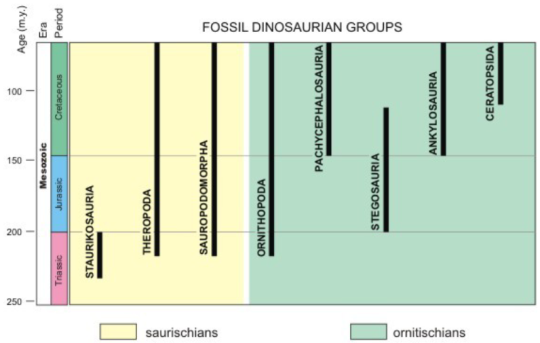 FOSSIL DINOSAURIAN GROUPS
Age (m.y.)
Era
Period
100
150
200
250
Mesozoic
Cretaceous
Jurassic
Triassic
STAURIKOSAURIA
THEROPODA
SAUROPODOMORPHA
ORNITHOPODA
PACHYCEPHALOSAURIA
STEGOSAURIA
ANKYLOSAURIA
CERATOPSIDA
saurischians
ornitischians